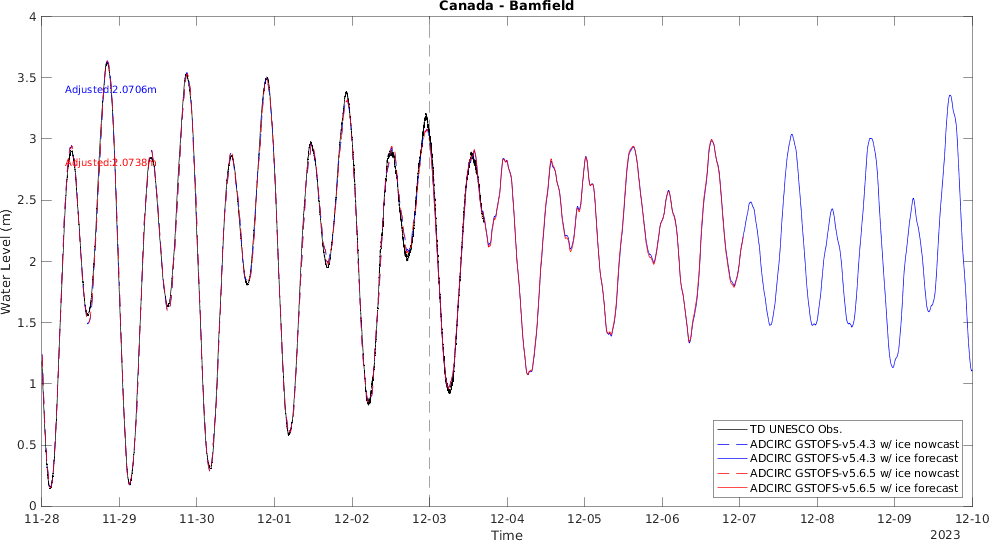 Canada - Bamfield
4
3.5
3
2.5
2
1.5
1
0.5
0
Water Level (m)
Adjusted:2.0706m
Adjusted:2.0738m
TD UNESCO Obs.
ADCIRC GSTOFS-v5.4.3 w/ ice nowcast
ADCIRC GSTOFS-v5.4.3 w/ ice forecast
ADCIRC GSTOFS-v5.6.5 w/ ice nowcast
ADCIRC GSTOFS-v5.6.5 w/ ice forecast
11-28 11-29 11-30 12-01 12-02 12-03 12-04 12-05 12-06 12-07 12-08 12-09 12-10
Time
2023